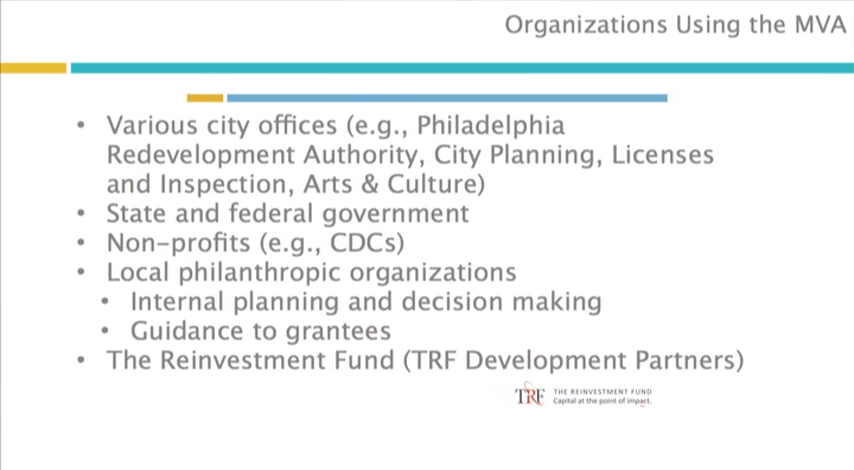 Organizations Using the MVA
• Various city offices (e.g., Philadelphia
Redevelopment Authority, City Planning, Licenses
and Inspection, Arts & Culture)
• State and federal government
• Non-profits (e.g., CDCs)
• Local philanthropic organizations
• Internal planning and decision making
• Guidance to grantees
• The Reinvestment Fund (TRF Development Partners)
TRF THE REINVESTMENT FUND
Capital at the point of impact.